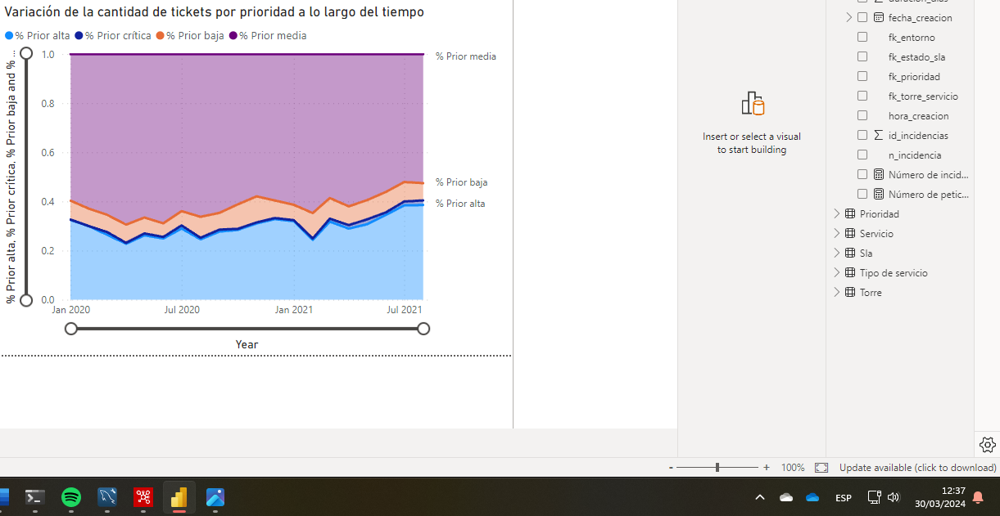 Variación de la cantidad de tickets por prioridad a lo largo del tiempo
% Prior alta % Prior crítica % Prior baja % Prior media
% Prior alta, % Prior crítica, % Prior baja and % ...
1.0
0.8
0.6
0.4
0.2
0.0
% Prior media
% Prior baja
% Prior alta
Jan 2020 Jul 2020 Jan 2021 Jul 2021
Year
Insert or select a visual
to start building
duración_días
fecha_creacion
fk_entorno
fk_estado_sla
fk_prioridad
fk_torre_servicio
hora_creacion
id_incidencias
n_incidencia
Número de incid...
Número de petic...
Prioridad
Servicio
Sla
Tipo de servicio
Torre
- + 100% Update available (click to download)
ESP
12:37
30/03/2024